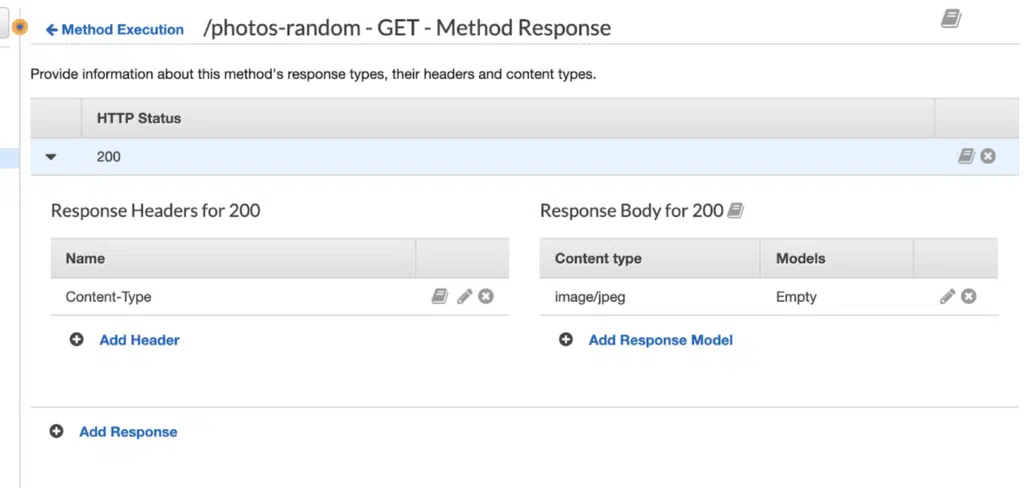 Method Execution /photos-random - GET - Method Response
Provide information about this method's response types, their headers and content types.
HTTP Status
200
Response Headers for 200
Name
Content-Type
Add Header
Response Body for 200
Content type Models
image/jpeg Empty
Add Response Model
Add Response